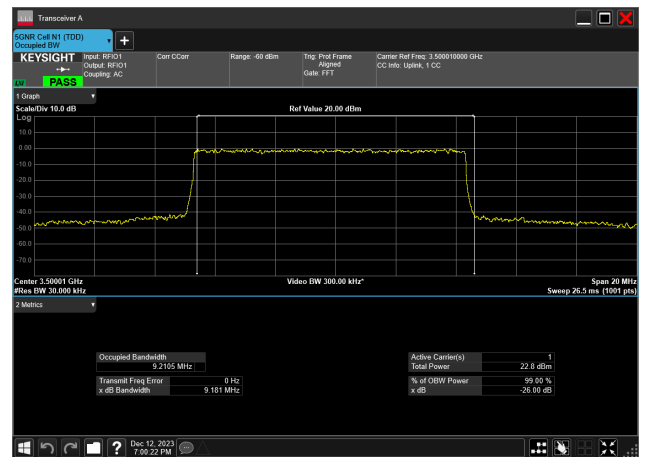 Transceiver A
5GNR Cell N1 (TDD)
Occupied BW
KEYSIGHT
PASS
Input: RFIO1
Output: RFIO1
Coupling: AC
Corr CCorr
Range: -60 dBm
Trig: Prot Frame
Aligned
Gate: FFT
Carrier Ref Freq: 3.500010000 GHz
CC Info: Uplink, 1 CC
1 Graph
Scale/Div 10.0 dB
Ref Value 20.00 dBm
Log
10.0
0.00
-10.0
-20.0
-30.0
-40.0
-50.0
-60.0
-70.0
Center 3.50001 GHz
Video BW 300.00 kHz*
Span 20 MHz
#Res BW 30.000 kHz
Sweep 26.5 ms (1001 pts)
2 Metrics
Occupied Bandwidth
9.2105 MHz
Transmit Freq Error 0 Hz
x dB Bandwidth 9.181 MHz
Active Carrier(s) 1
Total Power 22.8 dBm
% of OBW Power 99.00 %
x dB -26.00 dB
Dec 12, 2023
7:00:22 PM